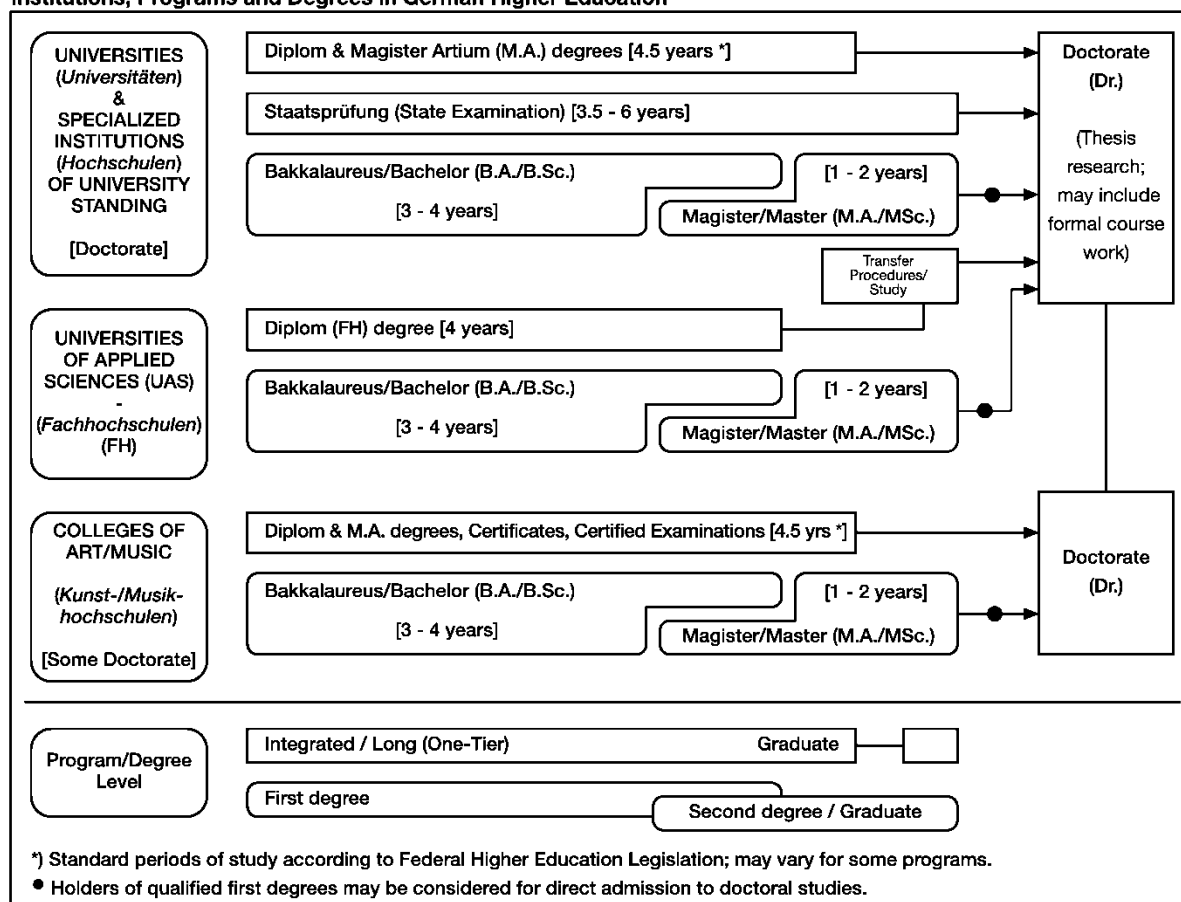 Institutions, Programs and Degrees in German Higher Education
UNIVERSITIES
(Universitäten)
&
SPECIALIZED
INSTITUTIONS
(Hochschulen)
OF UNIVERSITY
STANDING
[Doctorate]
Diplom & Magister Artium (M.A.) degrees [4.5 years *]
Staatsprüfung (State Examination) [3.5 - 6 years]
Bakkalaureus/Bachelor (B.A./B.Sc.)
[3 - 4 years]
[1 - 2 years]
Magister/Master (M.A./MSc.)
Transfer
Procedures/
Study
Doctorate
(Dr.)
(Thesis
research;
may include
formal course
work)
UNIVERSITIES
OF APPLIED
SCIENCES (UAS)
-
(Fachhochschulen)
(FH)
Diplom (FH) degree [4 years]
Bakkalaureus/Bachelor (B.A./B.Sc.)
[3 - 4 years]
[1 - 2 years]
Magister/Master (M.A./MSc.)
COLLEGES OF
ART/MUSIC
(Kunst-/Musik-
hochschulen)
[Some Doctorate]
Diplom & M.A. degrees, Certificates, Certified Examinations [4.5 yrs *]
Bakkalaureus/Bachelor (B.A./B.Sc.)
[3 - 4 years]
[1 - 2 years]
Magister/Master (M.A./MSc.)
Doctorate
(Dr.)
Program/Degree
Level
Integrated / Long (One-Tier) Graduate
First degree
Second degree / Graduate
*) Standard periods of study according to Federal Higher Education Legislation; may vary for some programs.
● Holders of qualified first degrees may be considered for direct admission to doctoral studies.